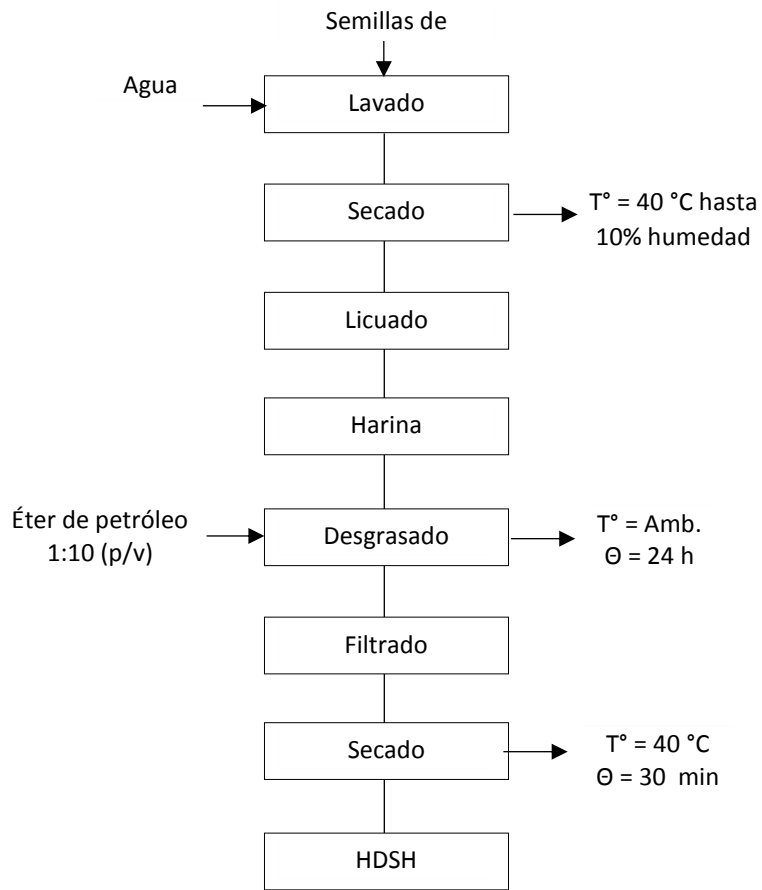 Semillas de
Agua
Lavado
Secado
T° = 40 °C hasta
10% humedad
Licuado
Harina
Éter de petróleo
1:10 (p/v)
Desgrasado
T° = Amb.
Θ = 24 h
Filtrado
Secado
T° = 40 °C
Θ = 30 min
HDSH